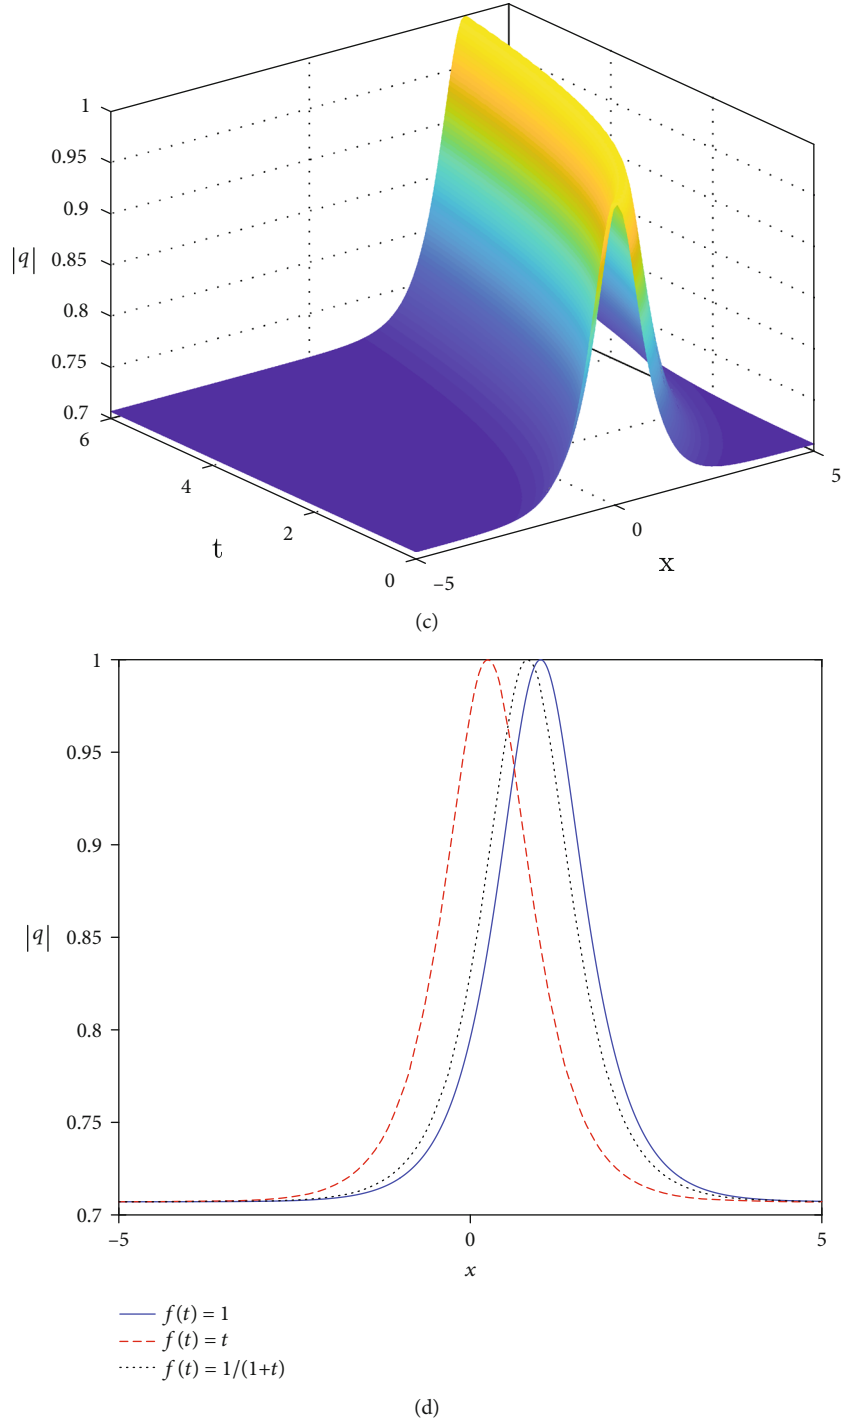 1
0.95
0.9
0.85
|q|
0.8
0.75
0.7
6
4
2
0
t
–5
0
5
x
(c)
1
0.95
0.9
0.85
|q|
0.8
0.75
0.7
–5
0
5
x
f(t) = 1
f(t) = t
f(t) = 1/(1+t)
(d)